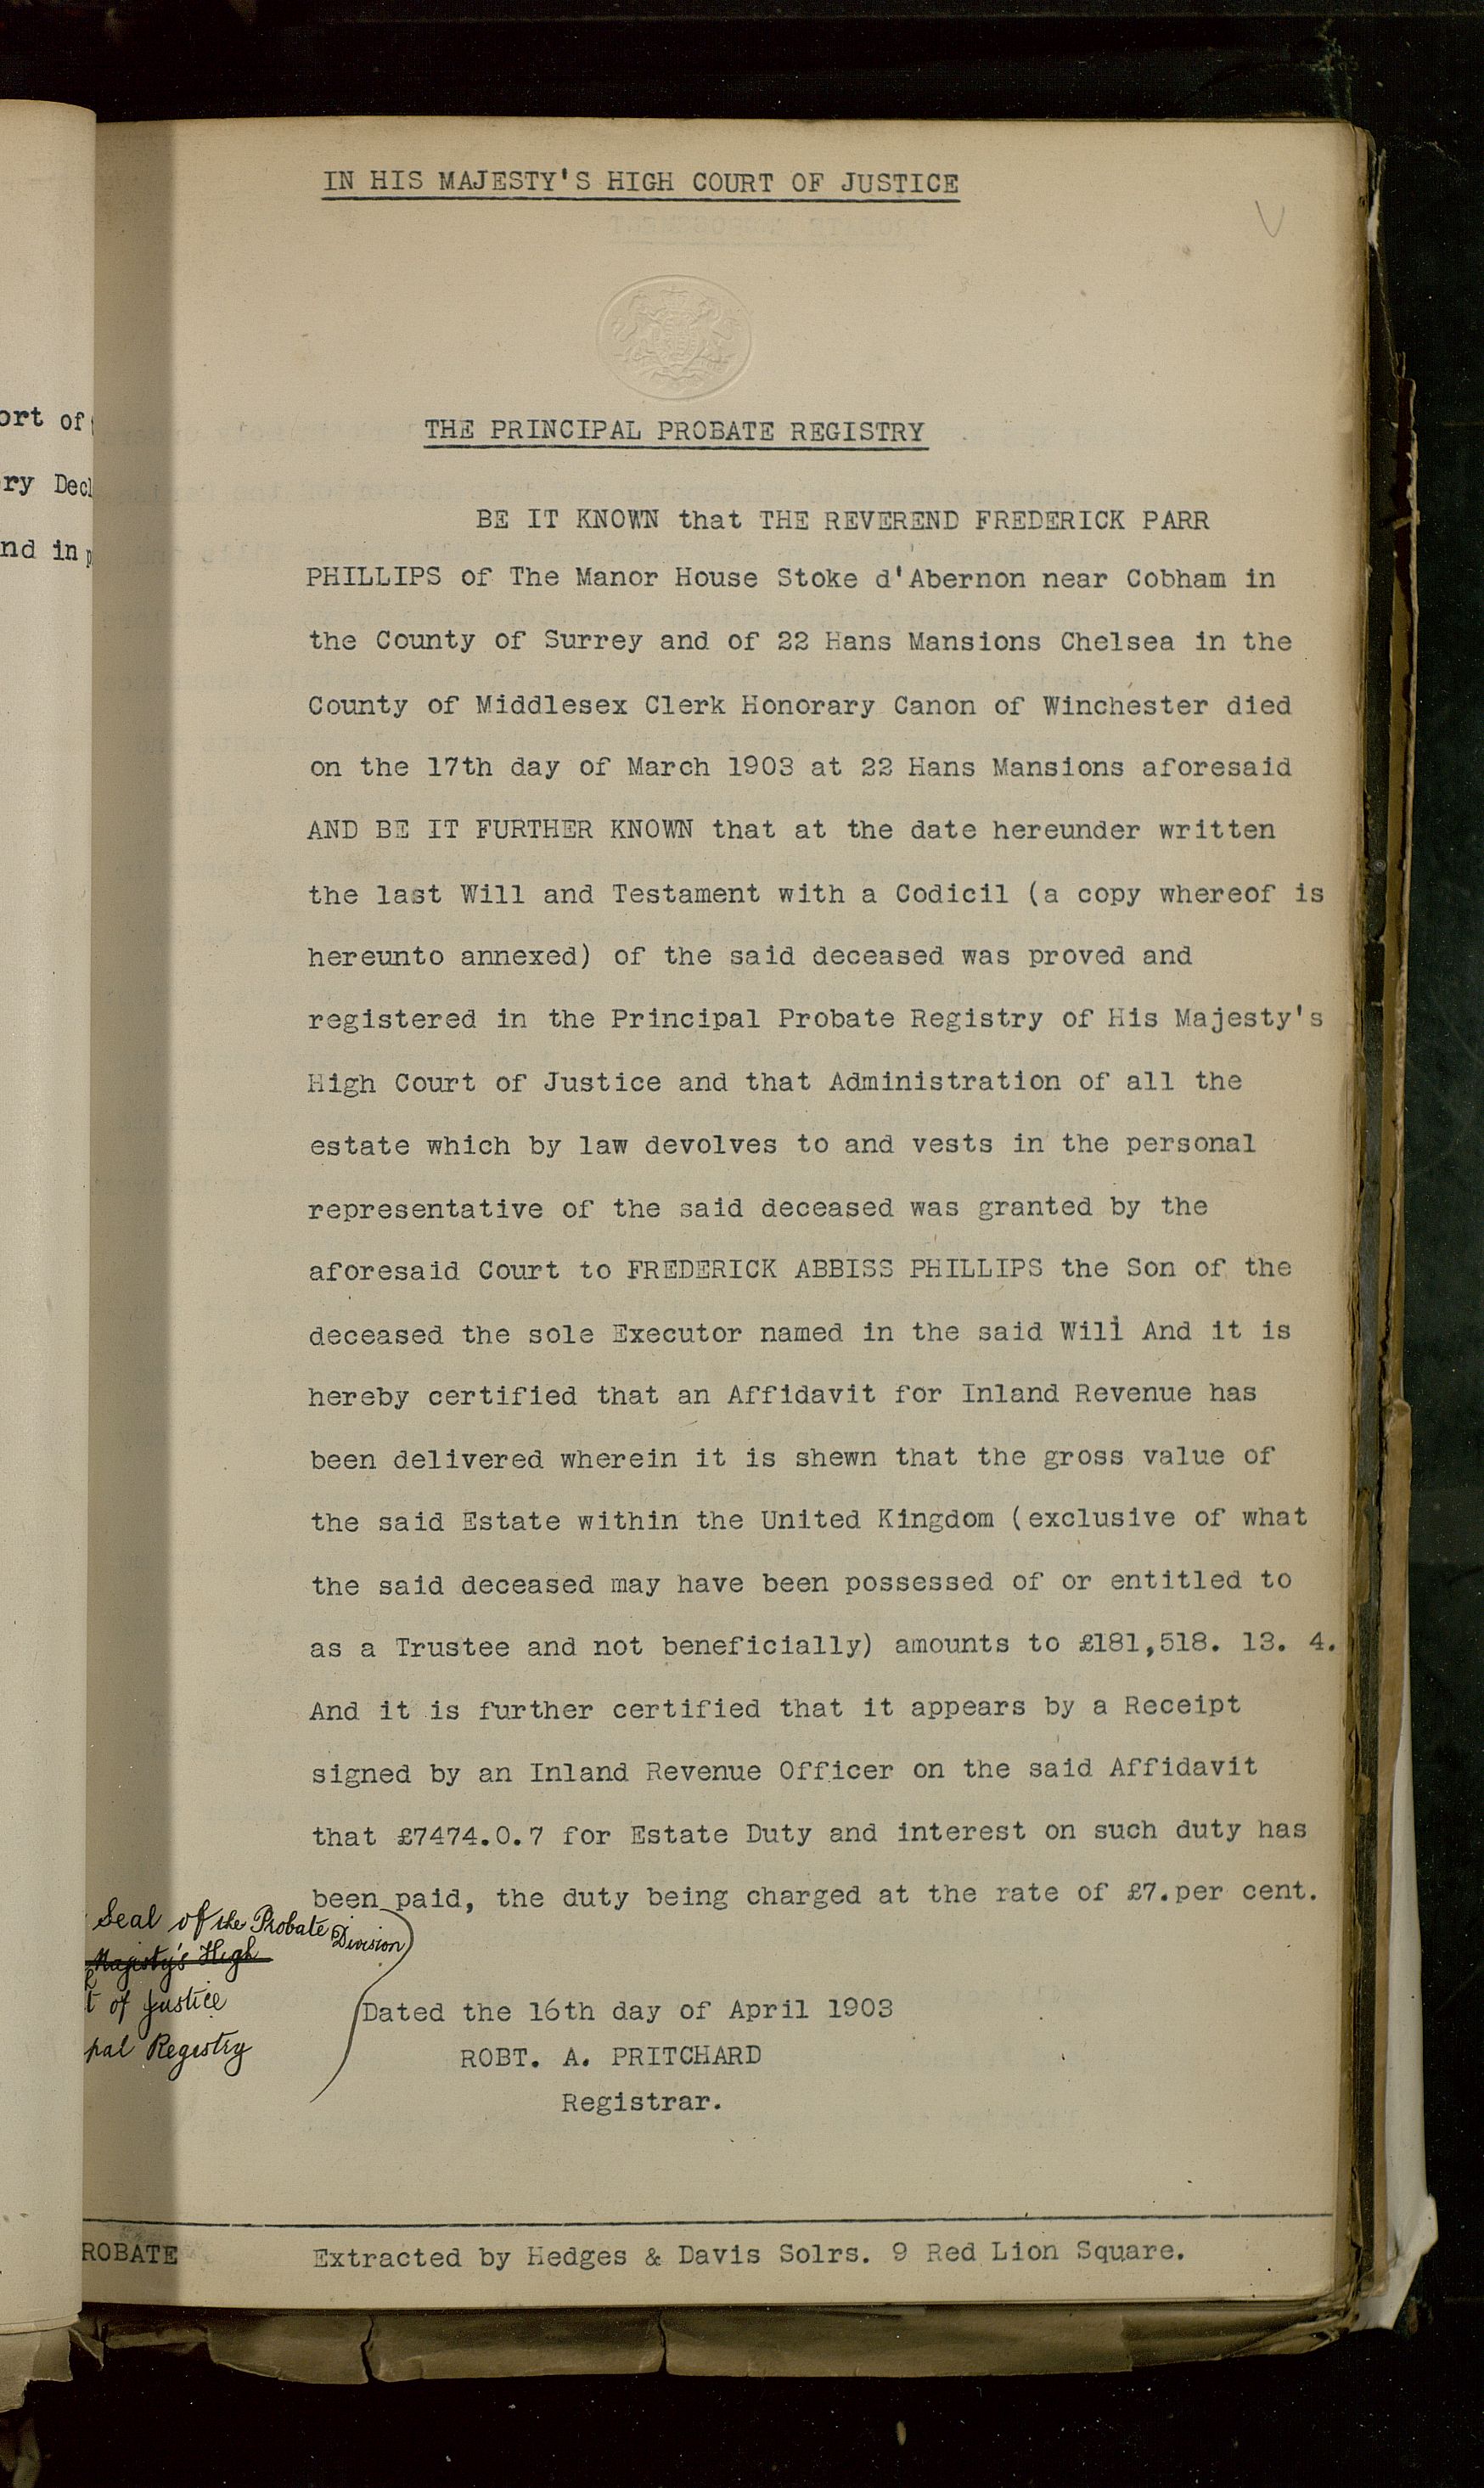 IN HIS MAJESTY'S HIGH COURT OF JUSTICE
THE PRINCIPAL PROBATE REGISTRY
BE IT KNOWN that THE REVEREND FREDERICK PARR
PHILLIPS of The Manor House Stoke d'Abernon near Cobham in
the County of Surrey and of 22 Hans Mansions Chelsea in the
County of Middlesex Clerk Honorary Canon of Winchester died
on the 17th day of March 1903 at 22 Hans Mansions aforesaid
AND BE IT FURTHER KNOWN that at the date hereunder written
the last Will and Testament with a Codicil (a copy whereof is
hereunto annexed) of the said deceased was proved and
registered in the Principal Probate Registry of His Majesty's
High Court of Justice and that Administration of all the
estate which by law devolves to and vests in the personal
representative of the said deceased was granted by the
aforesaid Court to FREDERICK ABBISS PHILLIPS the Son of the
deceased the sole Executor named in the said Will And it is
hereby certified that an Affidavit for Inland Revenue has
been delivered wherein it is shewn that the gross value of
the said Estate within the United Kingdom (exclusive of what
the said deceased may have been possessed of or entitled to
as a Trustee and not beneficially) amounts to £181,518. 13. 4.
And it is further certified that it appears by a Receipt
signed by an Inland Revenue Officer on the said Affidavit
that £7474.0.7 for Estate Duty and interest on such duty has
been paid, the duty being charged at the rate of £7.per cent.
Seal of the Probate Division
Majesty's High
t of Justice
pal Registry
Dated the 16th day of April 1903
ROBT. A. PRITCHARD
Registrar.
ROBATE
Extracted by Hedges & Davis Solrs. 9 Red Lion Square.
ort of
ry Decl
nd in p